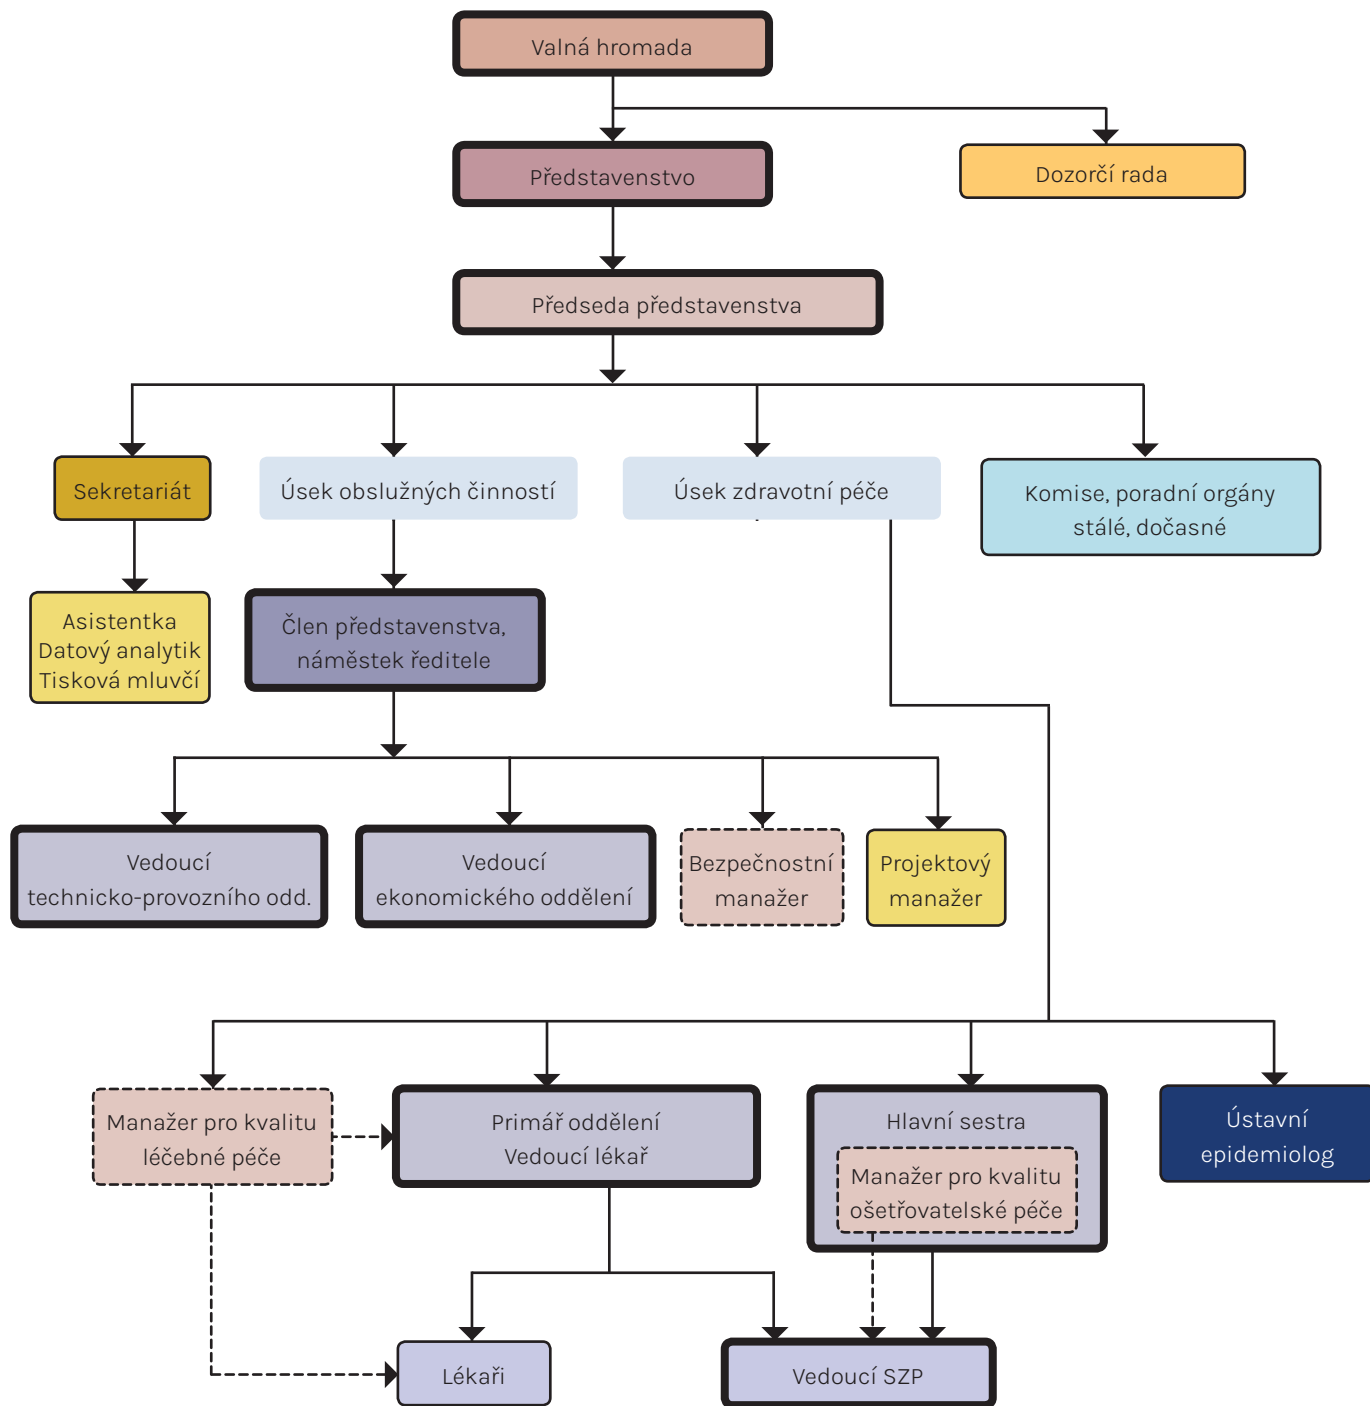 Valná hromada
Představenstvo
Dozorčí rada
Předseda představenstva
Sekretariát
Úsek obslužných činností
Úsek zdravotní péče
Komise, poradní orgány
stálé, dočasné
Asistentka
Datový analytik
Tisková mluvčí
Člen představenstva,
náměstek ředitele
Vedoucí
technicko-provozního odd.
Vedoucí
ekonomického oddělení
Bezpečnostní
manažer
Projektový
manažer
Manažer pro kvalitu
léčebné péče
Primář oddělení
Vedoucí lékař
Hlavní sestra
Manažer pro kvalitu
ošetřovatelské péče
Ústavní
epidemiolog
Lékaři
Vedoucí SZP